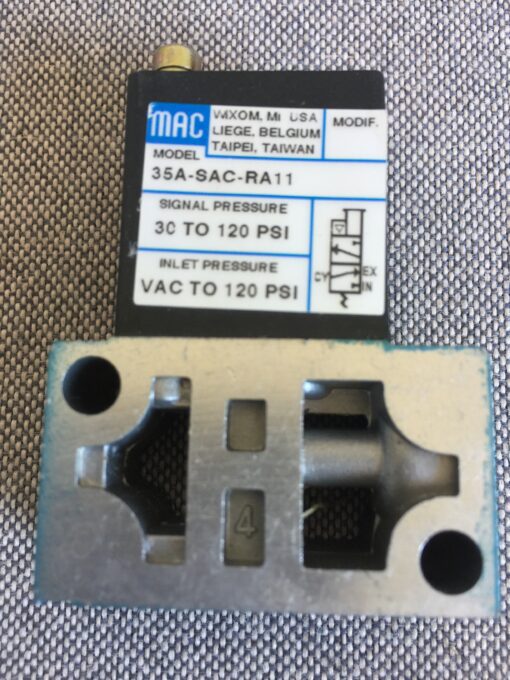 MAC
WIXOM, MI USA
LIEGE, BELGIUM
TAIPEI, TAIWAN
MODIF.
MODEL
35A-SAC-RA11
SIGNAL PRESSURE
30 TO 120 PSI
INLET PRESSURE
VAC TO 120 PSI
CY
EX
IN
4